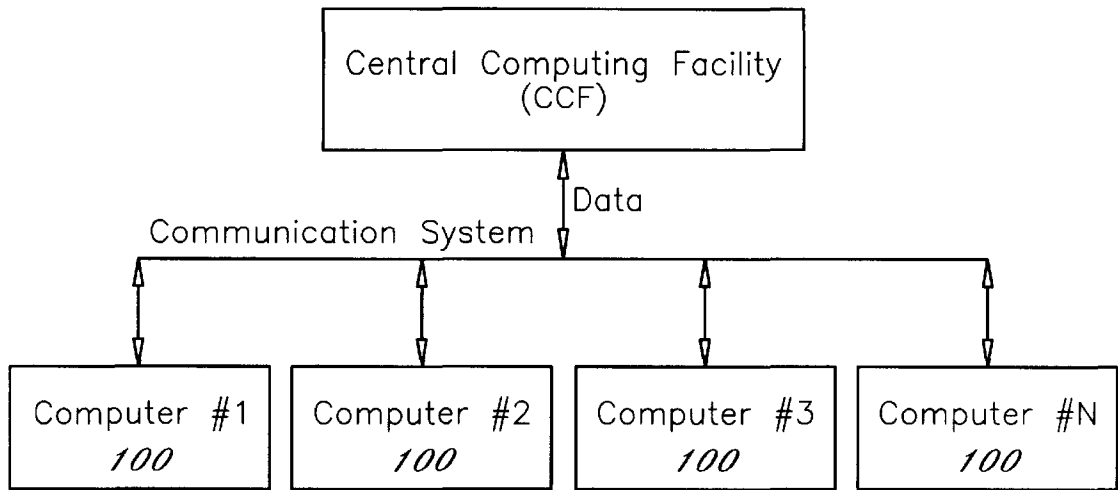 Central Computing Facility
(CCF)
Data
Communication System
Computer #1
100
Computer #2
100
Computer #3
100
Computer #N
100